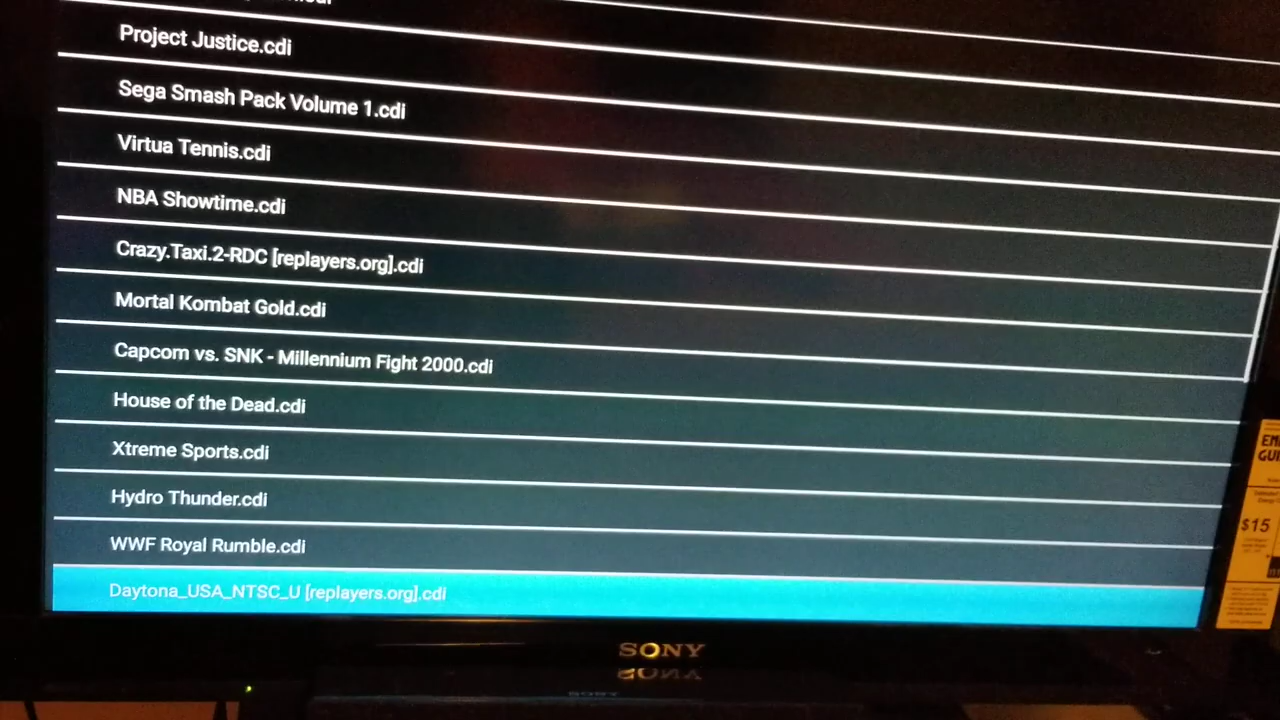 Project Justice.cdi
Sega Smash Pack Volume 1.cdi
Virtua Tennis.cdi
NBA Showtime.cdi
Crazy.Taxi.2-RDC [replayers.org].cdi
Mortal Kombat Gold.cdi
Capcom vs. SNK - Millennium Fight 2000.cdi
House of the Dead.cdi
Xtreme Sports.cdi
Hydro Thunder.cdi
WWF Royal Rumble.cdi
Daytona_USA_NTSC_U [replayers.org].cdi
$15
SONY
SONY